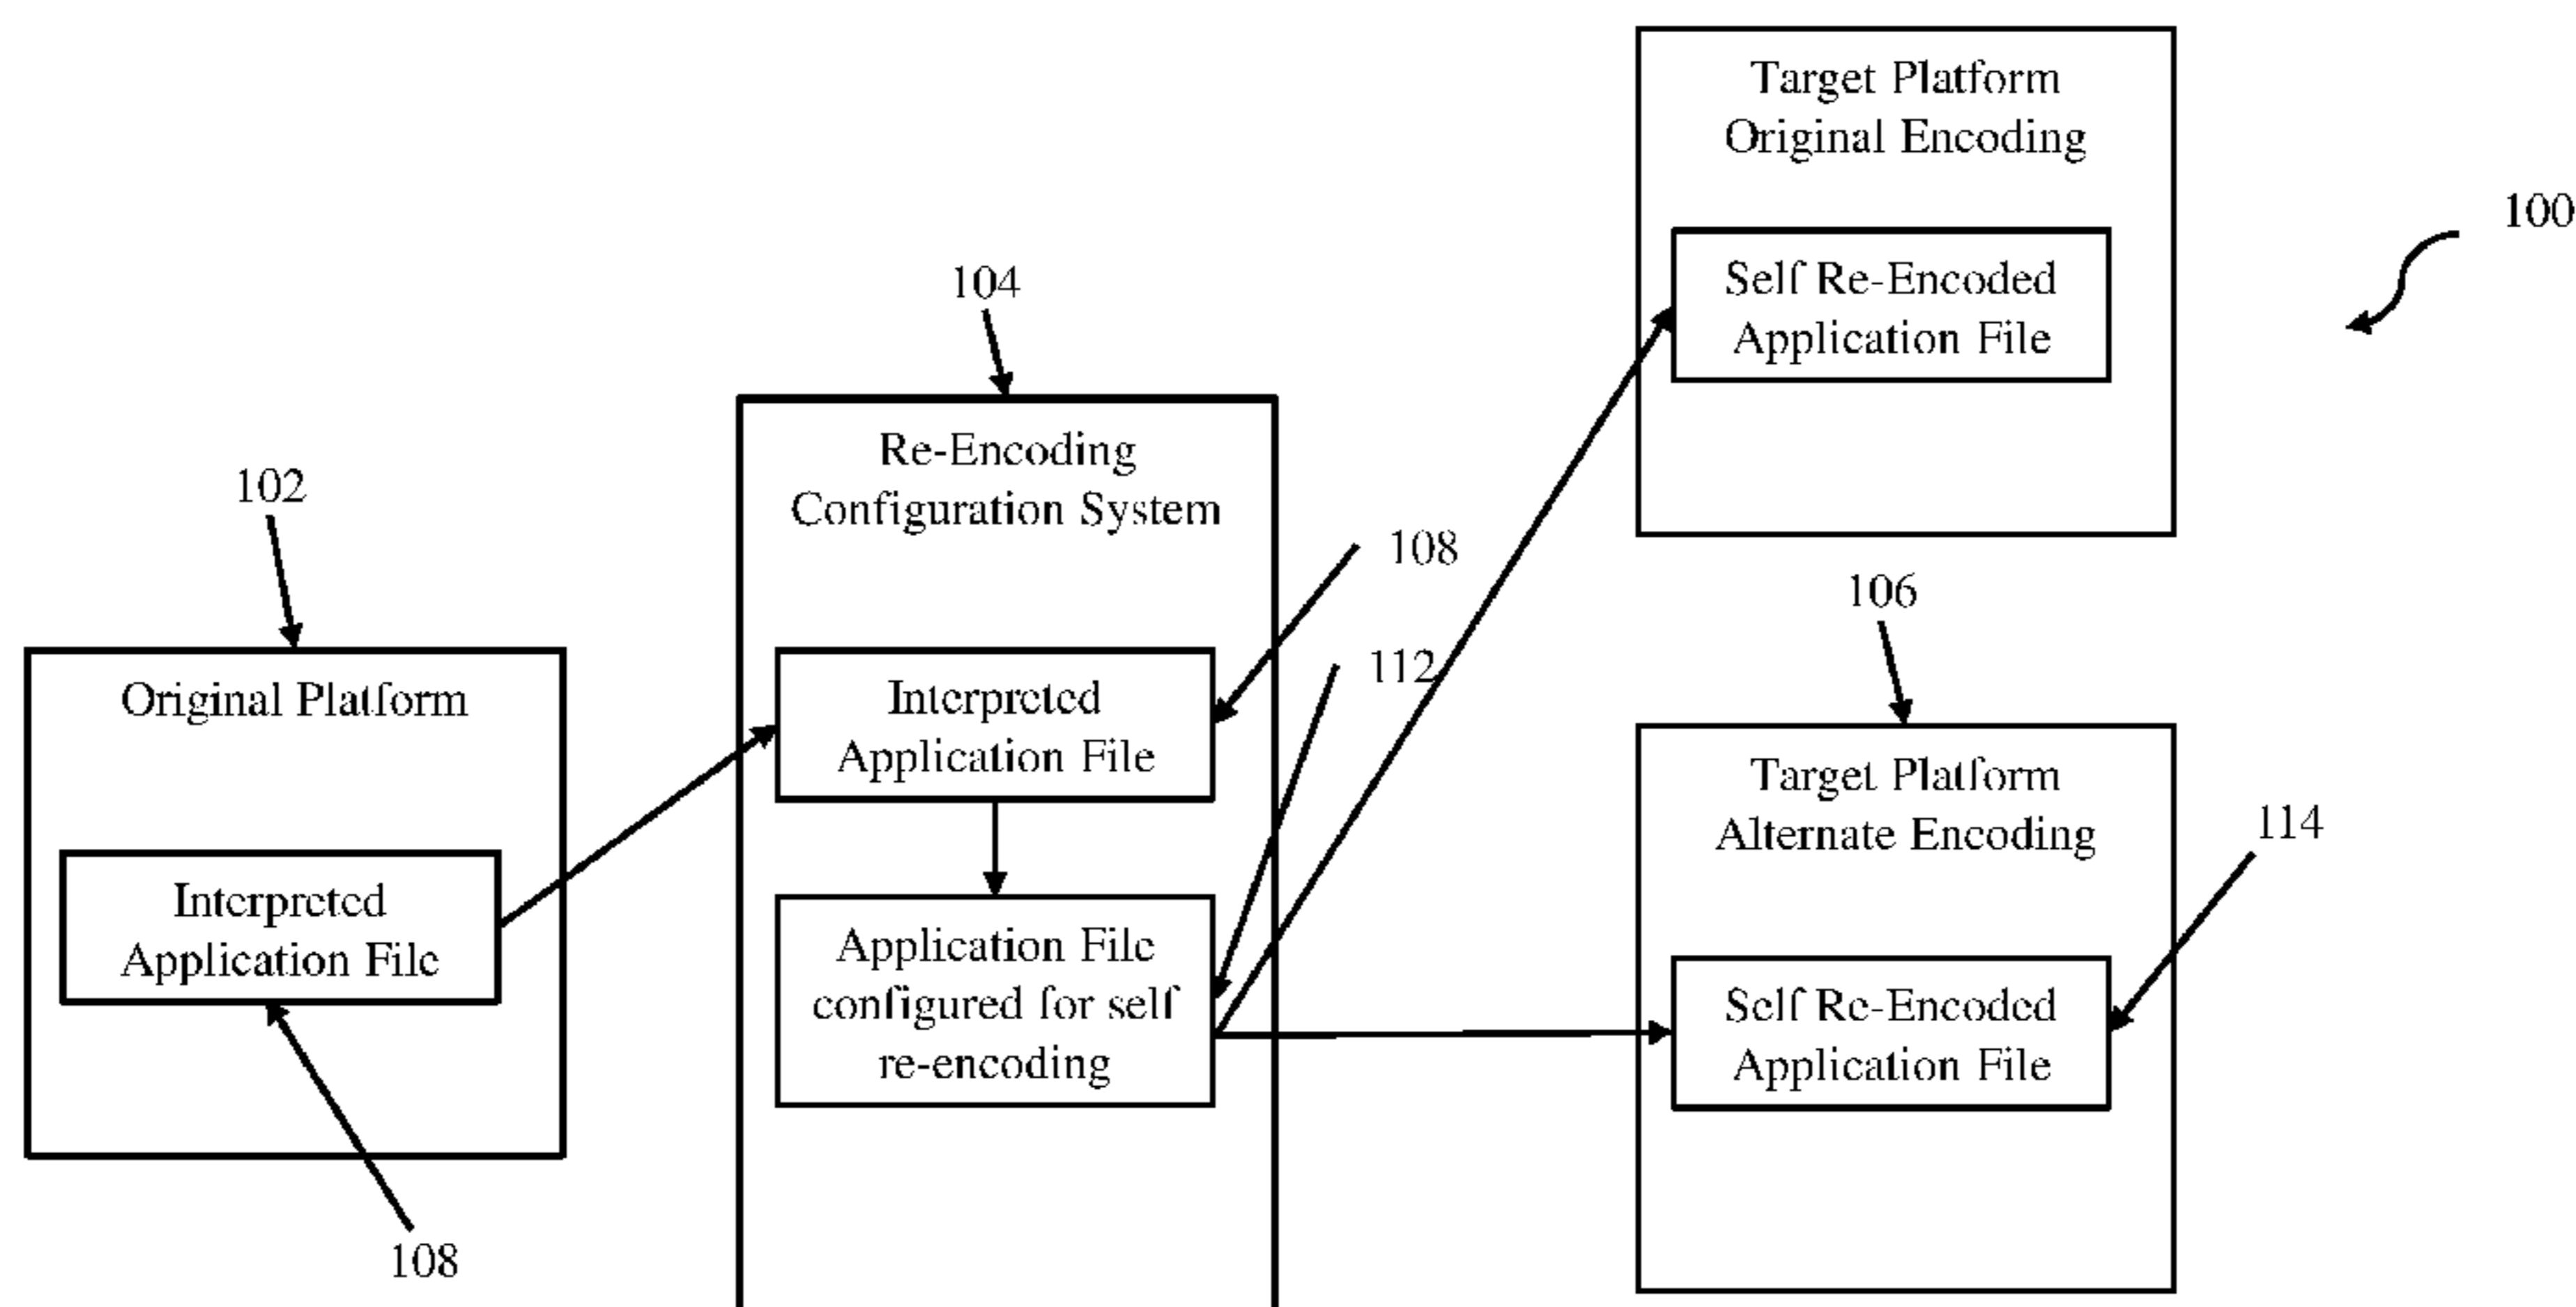 Target Platform
Original Encoding
Self Re-Encoded
Application File
100
104
Re-Encoding
Configuration System
108
112
Interpreted
Application File
Application File
configured for self
re-encoding
102
Original Platform
Interpreted
Application File
108
106
Target Platform
Alternate Encoding
114
Self Re-Encoded
Application File